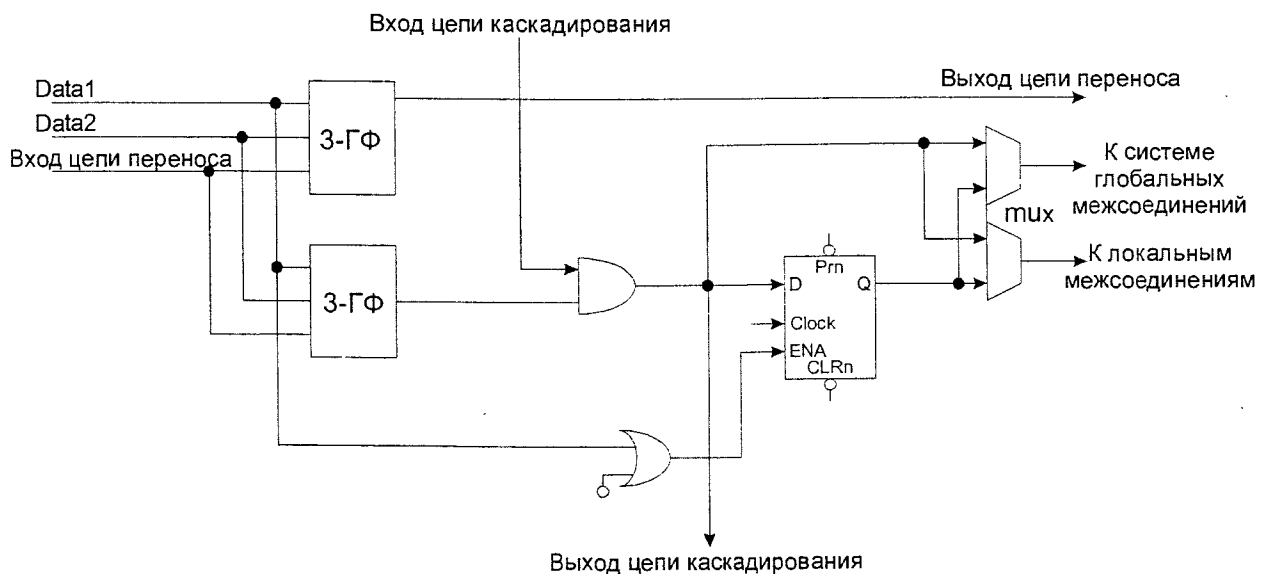 Вход цепи каскадирования
Data1
Выход цепи переноса
Data2
3-ГФ
Вход цепи переноса
К системе
глобальных
межсоединений
mux
Prn
К локальным
межсоединениям
3-ГФ
D
Q
Clock
ENA
CLRn
Выход цепи каскадирования